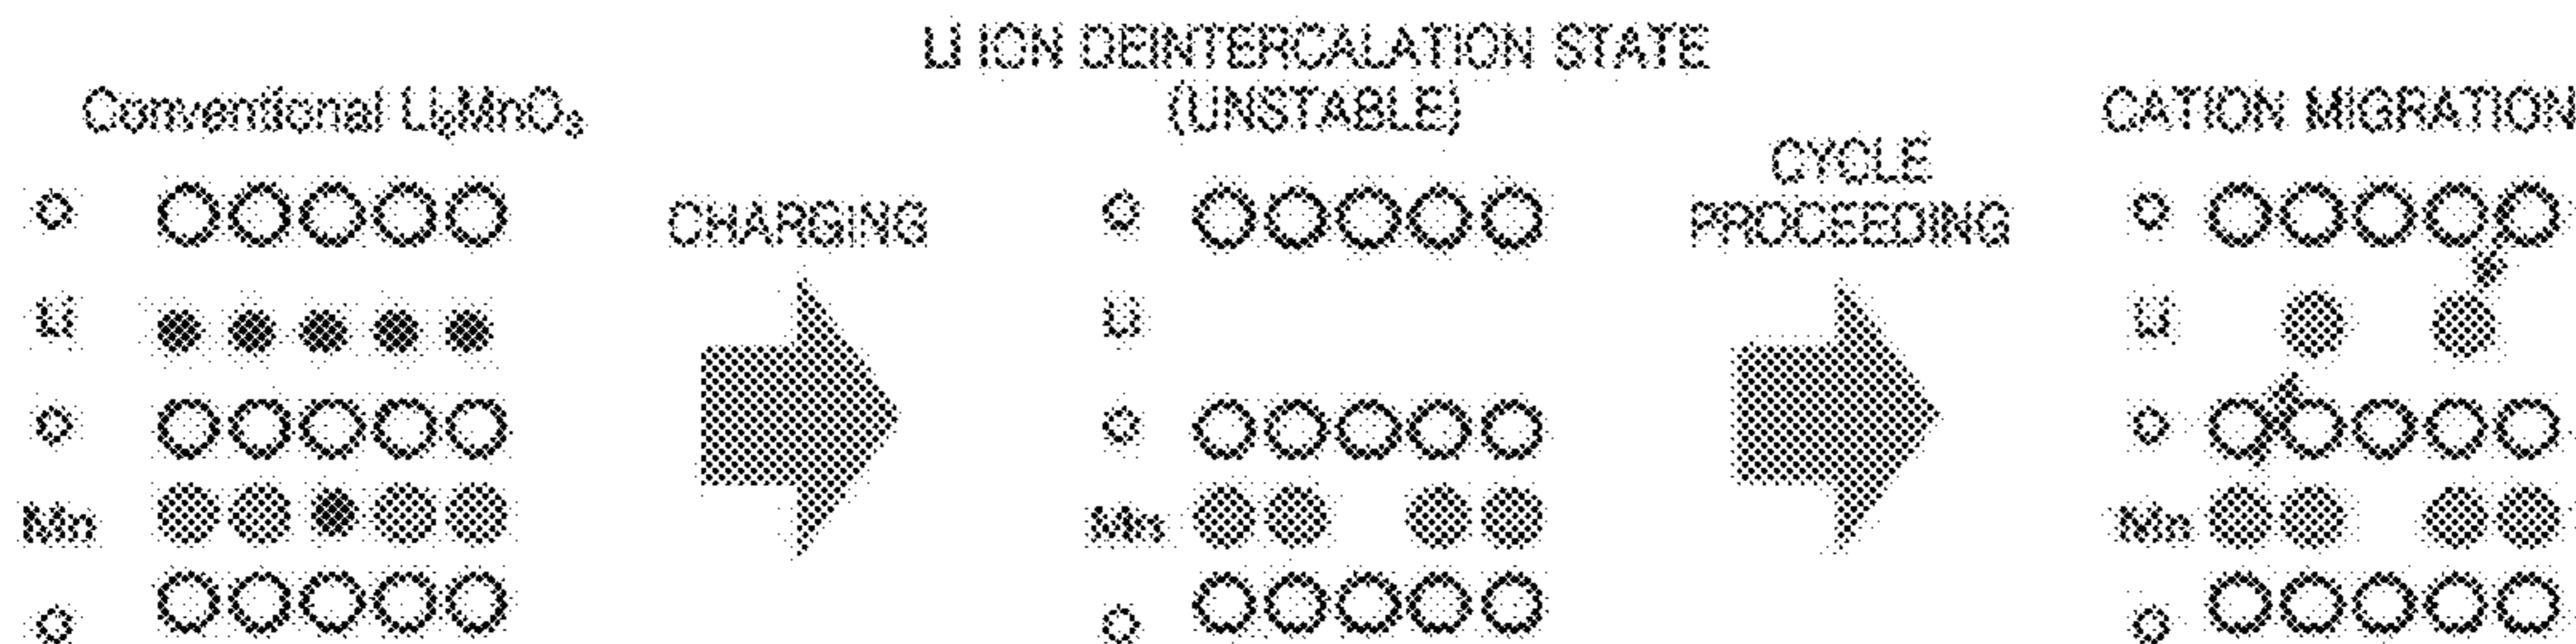 Conventional Li₂MnO₃
O
Li
O
Mn
O
CHARGING
LI ION DEINTERCALATION STATE
(UNSTABLE)
O
Li
O
Mn
O
CYCLE
PROCEEDING
CATION MIGRATION
O
Li
O
Mn
O